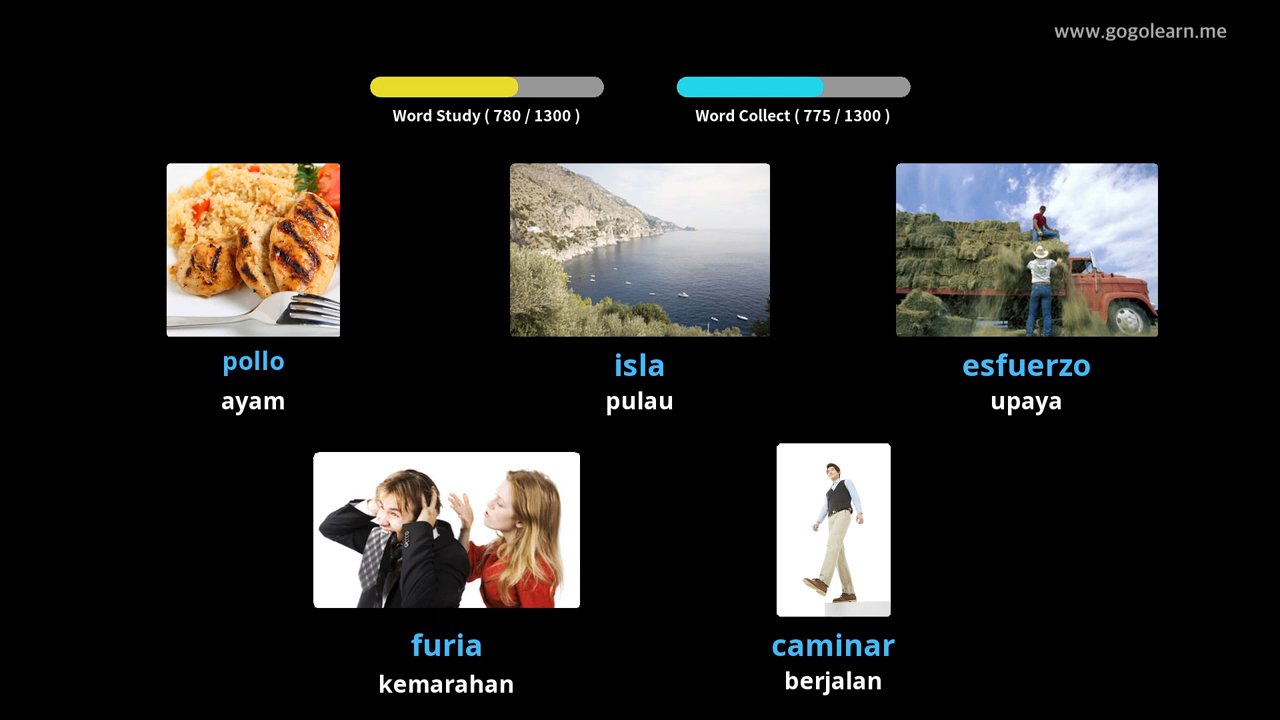 www.gogolearn.me
Word Study ( 780 / 1300 )
Word Collect ( 775 / 1300 )
pollo
ayam
isla
pulau
esfuerzo
upaya
furia
kemarahan
caminar
berjalan